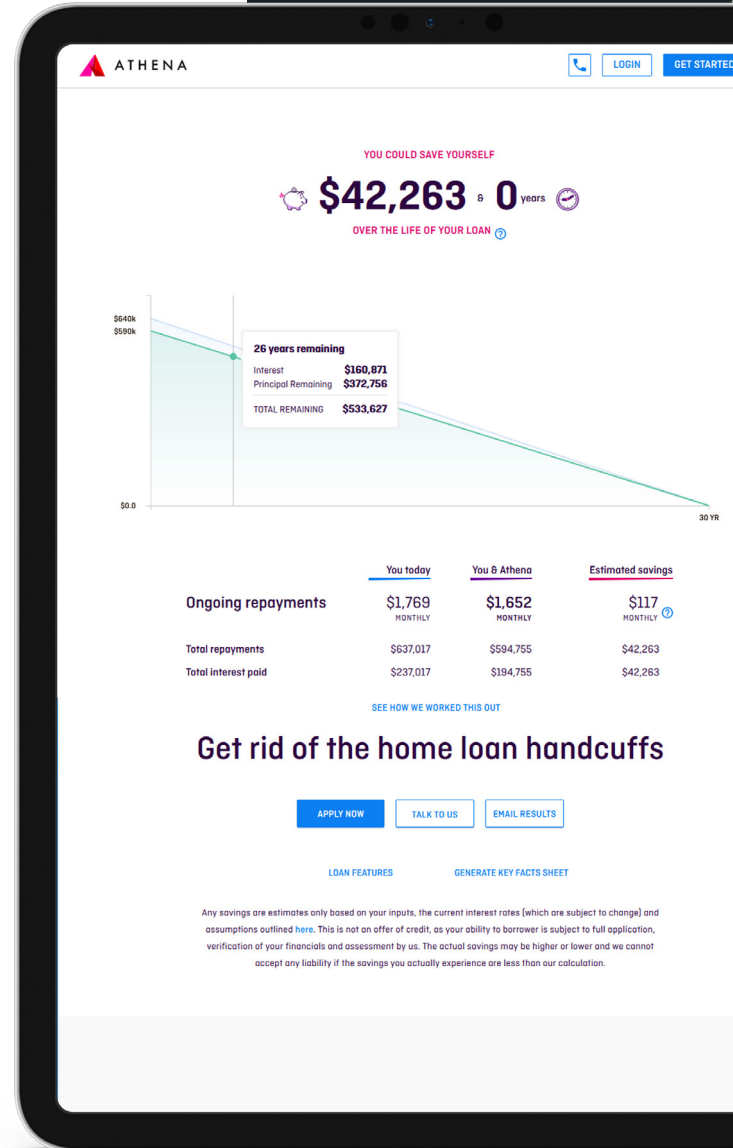 ATHENA
LOGIN
GET STARTED
YOU COULD SAVE YOURSELF
$42,263 & 0 years
OVER THE LIFE OF YOUR LOAN ?
$640k
$590k
26 years remaining
Interest $160,871
Principal Remaining $372,756
TOTAL REMAINING $533,627
$0.0
30 YR
You today You & Athena Estimated savings
Ongoing repayments $1,769 $1,652 $117
MONTHLY MONTHLY MONTHLY ?
Total repayments $637,017 $594,755 $42,263
Total interest paid $237,017 $194,755 $42,263
SEE HOW WE WORKED THIS OUT
Get rid of the home loan handcuffs
APPLY NOW
TALK TO US
EMAIL RESULTS
LOAN FEATURES
GENERATE KEY FACTS SHEET
Any savings are estimates only based on your inputs, the current interest rates (which are subject to change) and
assumptions outlined here. This is not an offer of credit, as your ability to borrower is subject to full application,
verification of your financials and assessment by us. The actual savings may be higher or lower and we cannot
accept any liability if the savings you actually experience are less than our calculation.